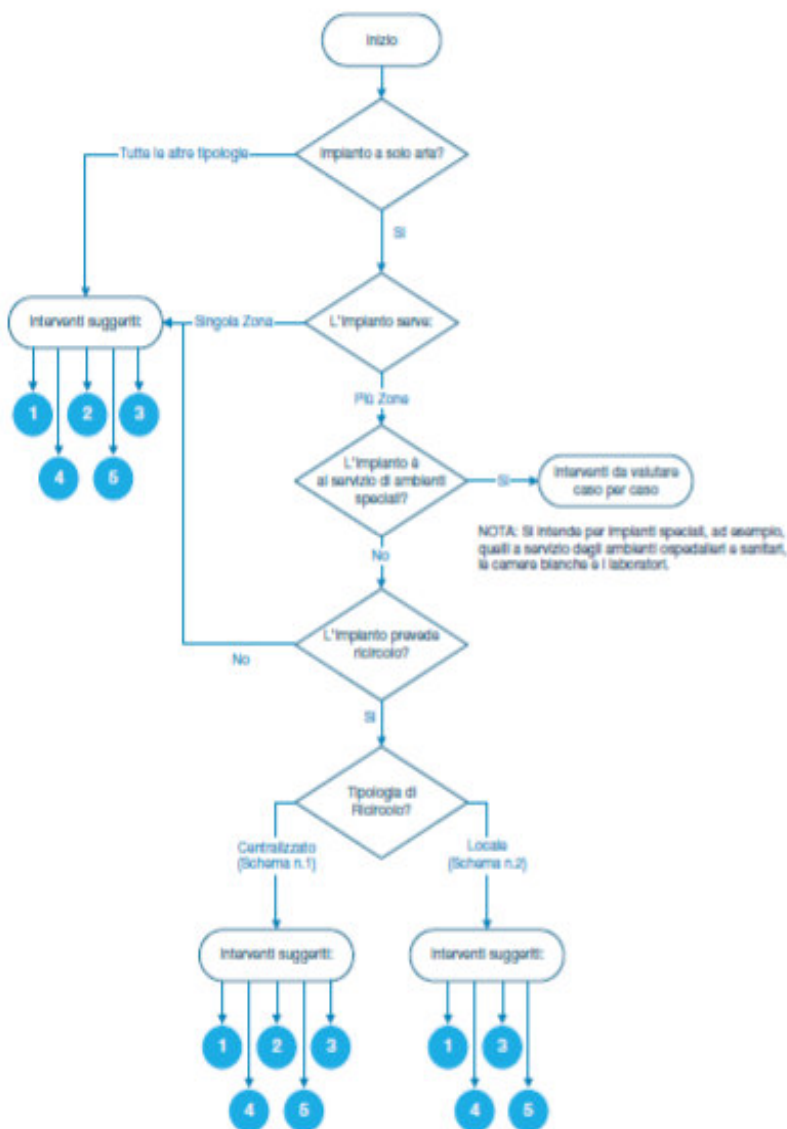 Inizio
Impianto a solo aria?
Tutte le altre tipologie
Si
Interventi suggeriti:
Singola Zona
L'impianto serve:
1
2
3
4
5
Più Zone
L'impianto è
al servizio di ambienti
speciali?
Si
Interventi da valutare
caso per caso
NOTA: Si intende per impianti speciali, ad esempio,
quelli a servizio degli ambienti ospedalieri e sanitari,
le camere bianche e i laboratori.
No
L'impianto prevede
ricircolo?
No
Si
Tipologia di
Ricircolo?
Centralizzato
(Schema n.1)
Locale
(Schema n.2)
Interventi suggeriti:
Interventi suggeriti:
1
2
3
4
5
1
3
4
5